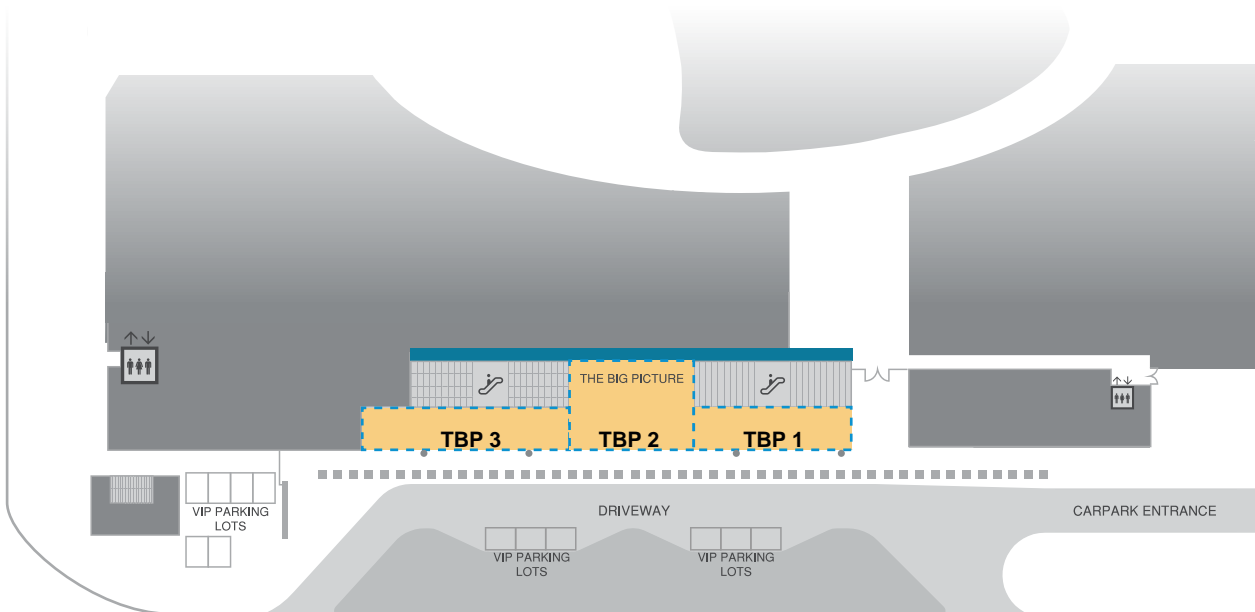 THE BIG PICTURE
TBP 3
TBP 2
TBP 1
VIP PARKING
LOTS
DRIVEWAY
CARPARK ENTRANCE
VIP PARKING
LOTS
VIP PARKING
LOTS